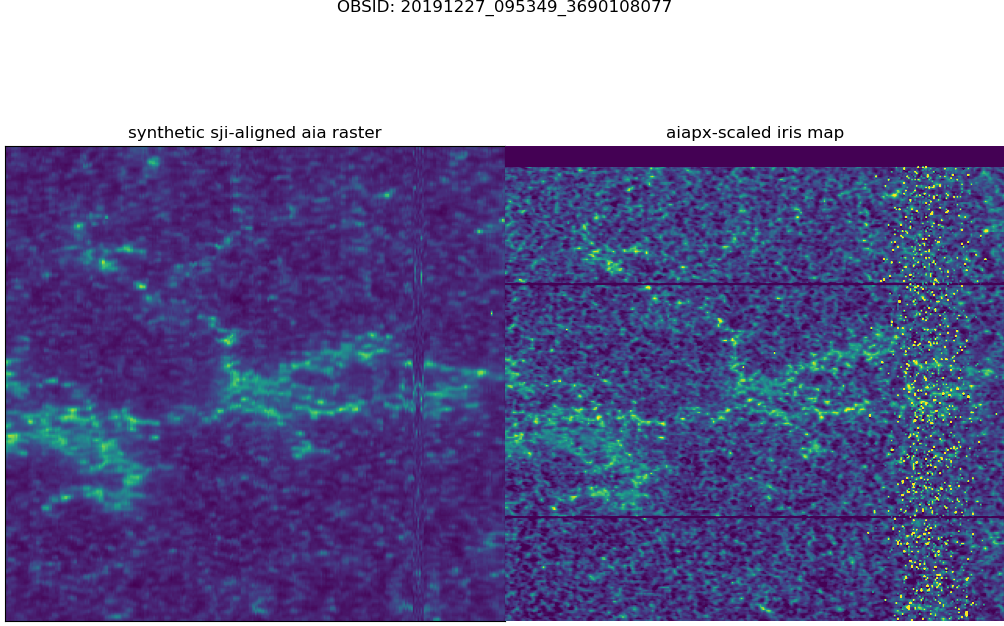 OBSID: 20191227_095349_3690108077
synthetic sji-aligned aia raster
aiapx-scaled iris map